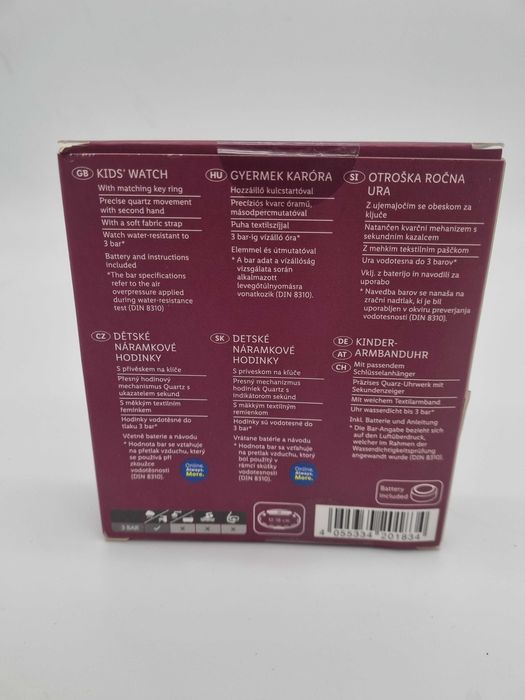 GB KIDS' WATCH
With matching key ring
Precise quartz movement
with second hand
With a soft fabric strap
Watch water-resistant to
3 bar*
Battery and instructions
included
*The bar specifications
refer to the air
overpressure applied
during water-resistance
test (DIN 8310)
HU GYERMEK KARÓRA
Hozzáillő kulcstartóval
Precíziós kvarc óramű,
másodpercmutatóval
Puha textilszíjjal
3 bar-ig vízálló óra*
Elemmel és útmutatóval
* A bar adat a vízállóság
vizsgálata során
alkalmazott
levegőtúlnyomásra
vonatkozik (DIN 8310).
SI OTROŠKA ROČNA
URA
Z ujemajočim se obeskom za
ključe
Natančen kvarčni mehanizem s
sekundnim kazalcem
Z mehkim tekstilnim paščkom
Ura vodotesna do 3 barov*
Vklj. z baterijo in navodili za
uporabo
* Navedba barov se nanaša na
zračni nadtlak, ki je bil
uporabljen v okviru preverjanja
vodotesnosti (DIN 8310).
CZ DĚTSKÉ
NÁRAMKOVÉ
HODINKY
S přívěskem na klíče
Přesný hodinový
mechanismus Quartz s
ukazatelem sekund
S měkkým textilním
řemínkem
Hodinky vodotěsné do
tlaku 3 bar*
Včetně baterie a návodu
* Hodnota bar se vztahuje
na přetlak vzduchu, který
se používá při
zkoušce
vodotěsnosti
(DIN 8310).
Online.
Always.
More.
SK DETSKÉ
NÁRAMKOVÉ
HODINKY
S príveskom na kľúče
Presný mechanizmus
hodiniek Quartz s
indikátorom sekúnd
S mäkkým textilným
remienkom
Hodinky sú vodotesné do
3 bar*
Vrátane batérie a návodu
* Hodnota bar sa vzťahuje
na pretlak vzduchu, ktorý
bol použitý v
rámci skúšky
vodotesnosti
(DIN 8310).
Online.
Always.
More.
DE AT CH KINDER-
ARMBANDUHR
Mit passendem
Schlüsselanhänger
Präzises Quarz-Uhrwerk mit
Sekundenzeiger
Mit weichem Textilarmband
Uhr wasserdicht bis 3 bar*
Inkl. Batterie und Anleitung
* Die Bar-Angabe bezieht sich
auf den Luftüberdruck,
welcher im Rahmen der
Wasserdichtigkeitsprüfung
angewandt wurde (DIN 8310).
Battery
included
3 BAR
12-18 cm
4 055334 201834